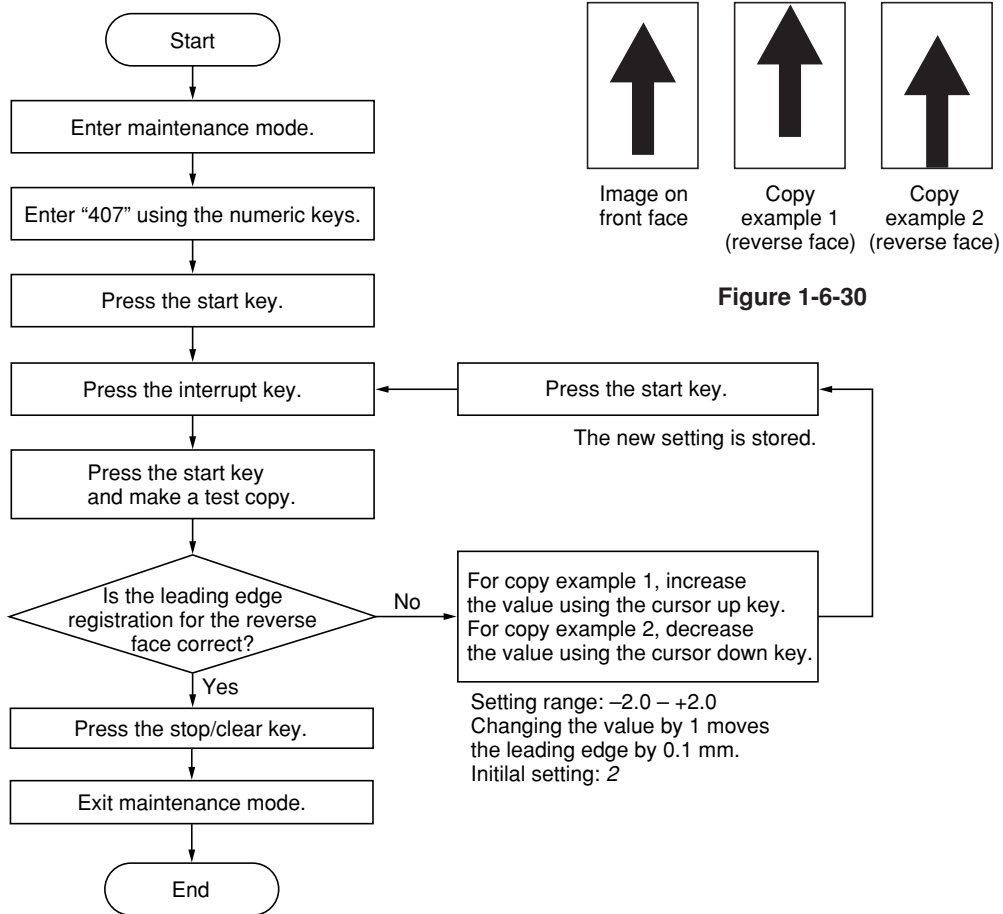 Start
Enter maintenance mode.
Enter “407” using the numeric keys.
Press the start key.
Press the interrupt key.
Press the start key
and make a test copy.
Is the leading edge
registration for the reverse
face correct?
No
Yes
Press the stop/clear key.
Exit maintenance mode.
End
For copy example 1, increase
the value using the cursor up key.
For copy example 2, decrease
the value using the cursor down key.
Setting range: –2.0 – +2.0
Changing the value by 1 moves
the leading edge by 0.1 mm.
Initilal setting: 2
Press the start key.
The new setting is stored.
Image on
front face
Copy
example 1
(reverse face)
Copy
example 2
(reverse face)
Figure 1-6-30